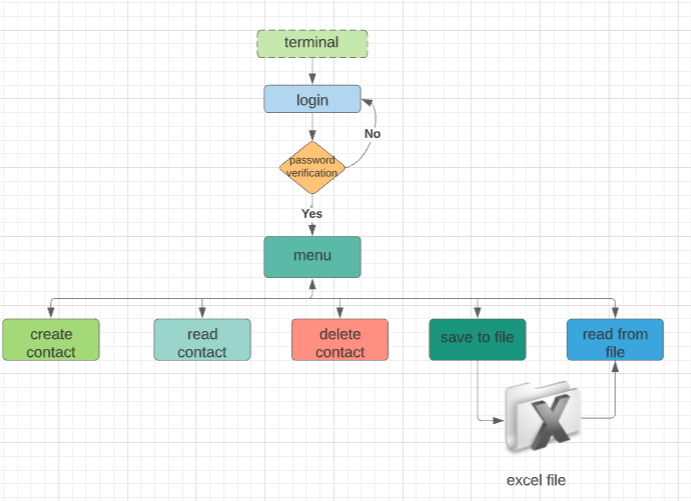 terminal
login
No
password
verification
Yes
menu
create
contact
read
contact
delete
contact
save to file
read from
file
X
excel file